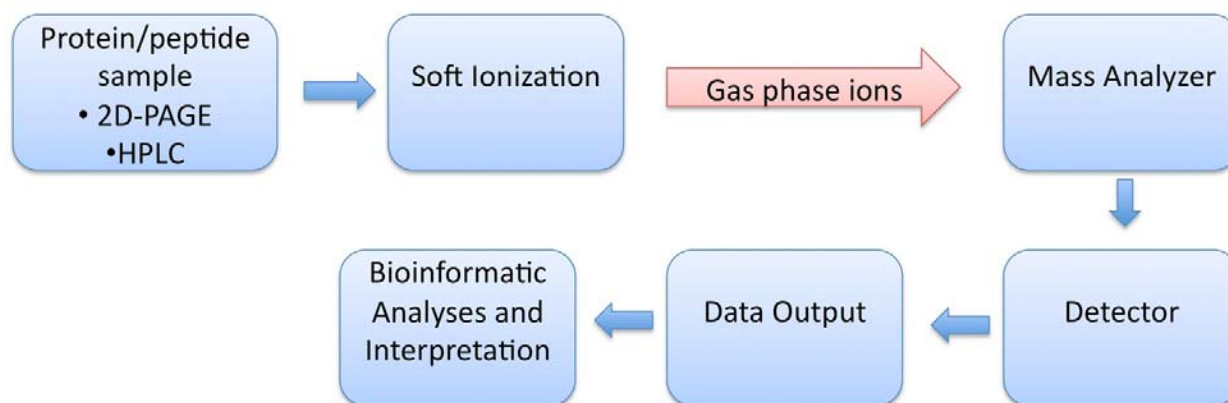 Protein/peptide
sample
• 2D-PAGE
•HPLC
Soft Ionization
Gas phase ions
Mass Analyzer
Detector
Data Output
Bioinformatic
Analyses and
Interpretation